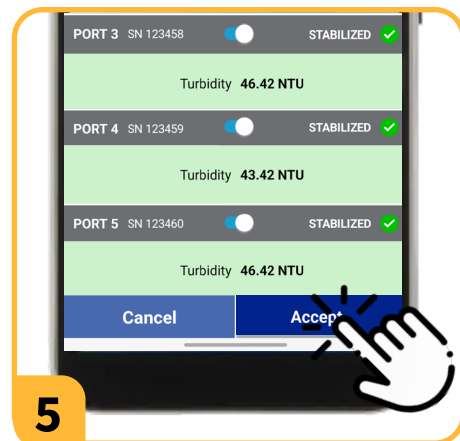 PORT 3 SN 123458 STABILIZED
Turbidity 46.42 NTU
PORT 4 SN 123459 STABILIZED
Turbidity 43.42 NTU
PORT 5 SN 123460 STABILIZED
Turbidity 46.42 NTU
Cancel Accept
5